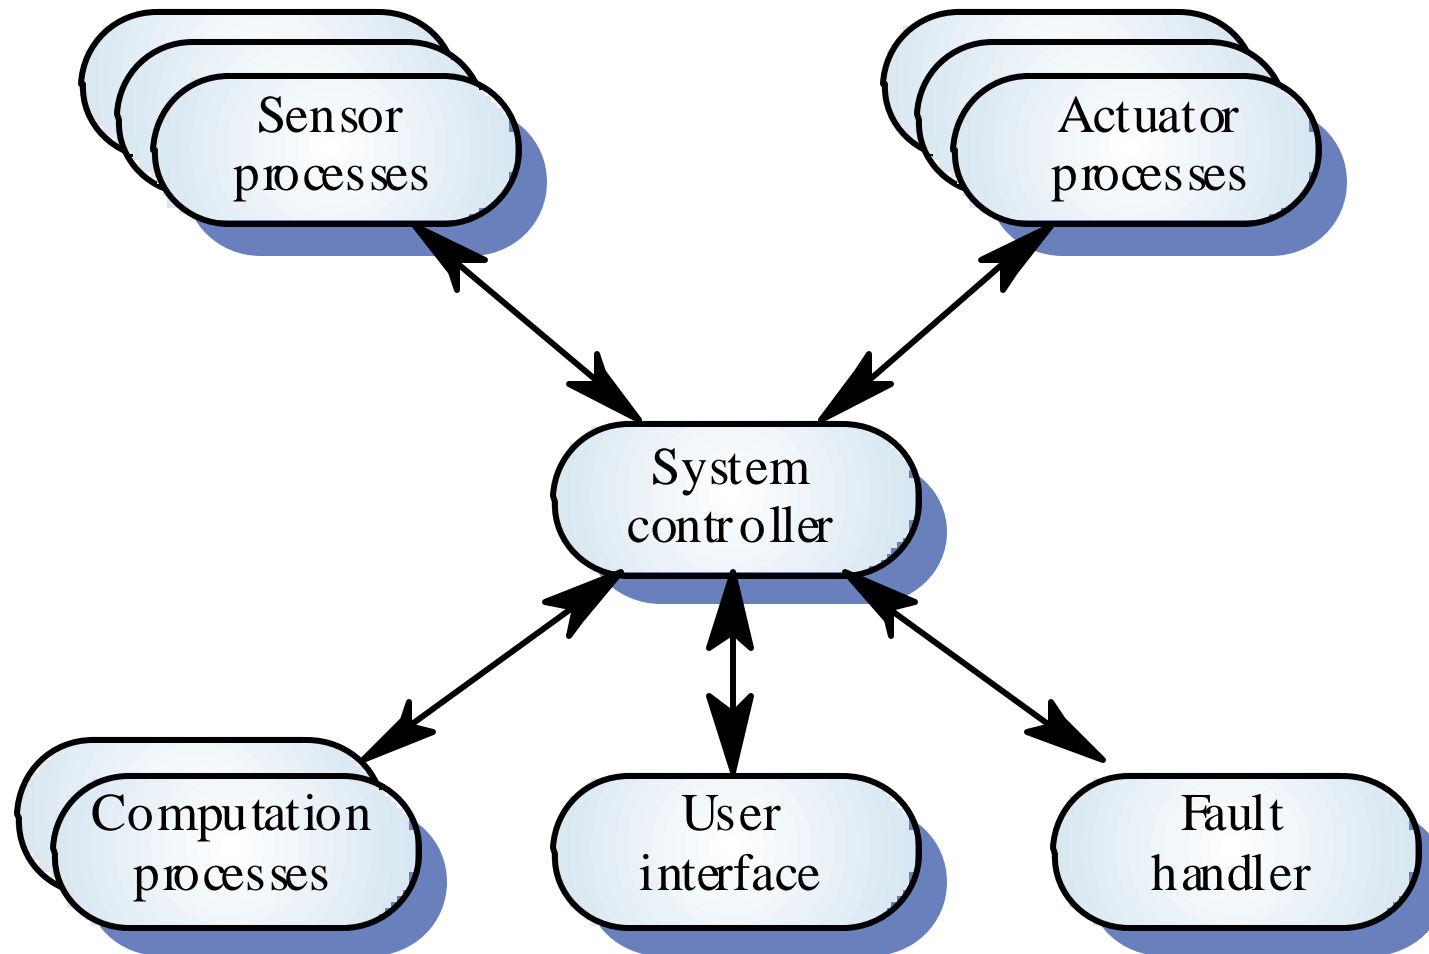 Sensor
processes
Actuator
processes
System
controller
Computation
processes
User
interface
Fault
handler